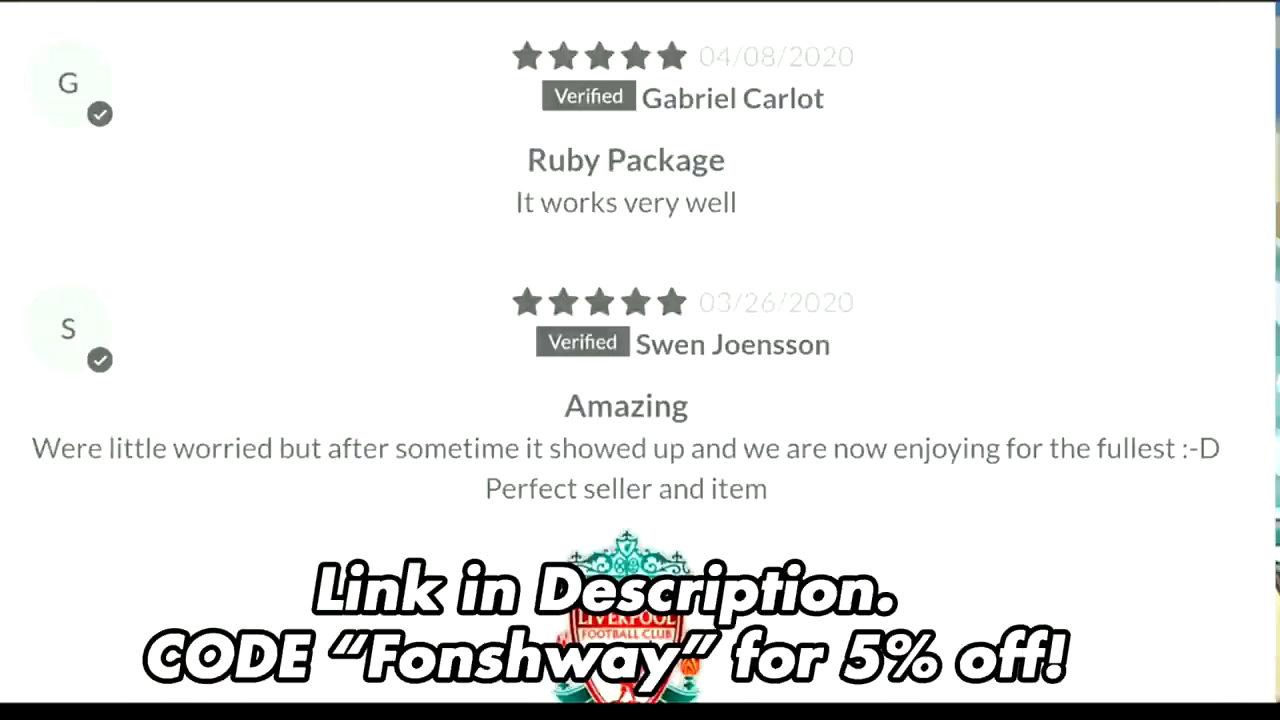 G
★★★★★ 04/08/2020
Verified Gabriel Carlot
Ruby Package
It works very well
S
★★★★★ 03/26/2020
Verified Swen Joensson
Amazing
Were little worried but after sometime it showed up and we are now enjoying for the fullest :-D
Perfect seller and item
Link in Description.
LIVERPOOL
FOOTBALL CLUB
CODE “Fonshway” for 5% off!